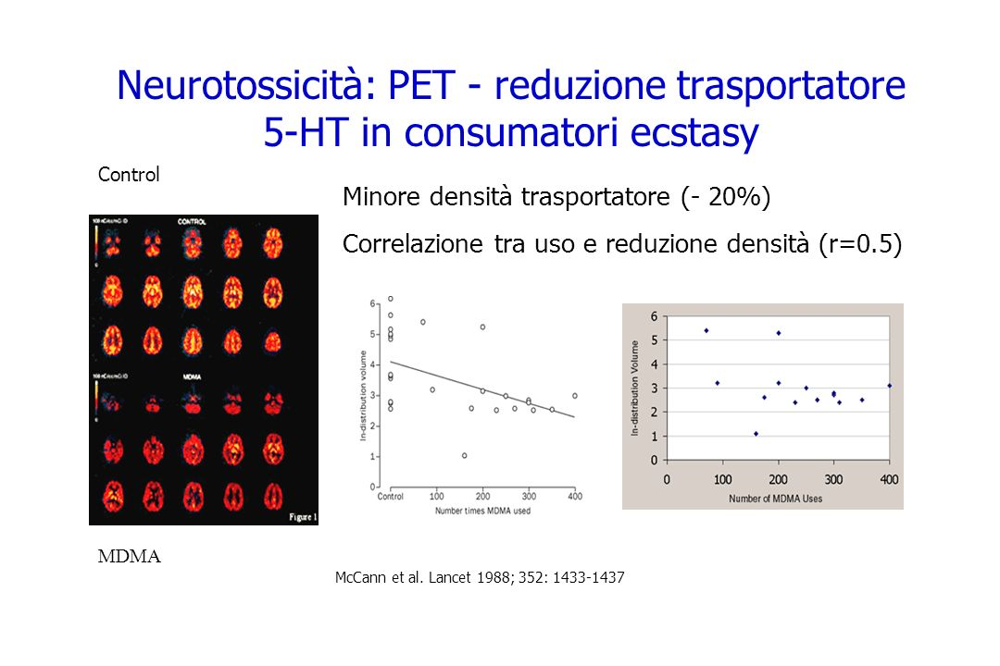 Neurotossicità: PET - reduzione trasportatore
5-HT in consumatori ecstasy
Control
Minore densità trasportatore (- 20%)
Correlazione tra uso e reduzione densità (r=0.5)
CONTROL
MDMA
Figure 1
In-distribution volume
6
5
4
3
2
1
0
Control 100 200 300 400
Number times MDMA used
In-distribution Volume
6
5
4
3
2
1
0
0 100 200 300 400
Number of MDMA Uses
MDMA
McCann et al. Lancet 1988; 352: 1433-1437